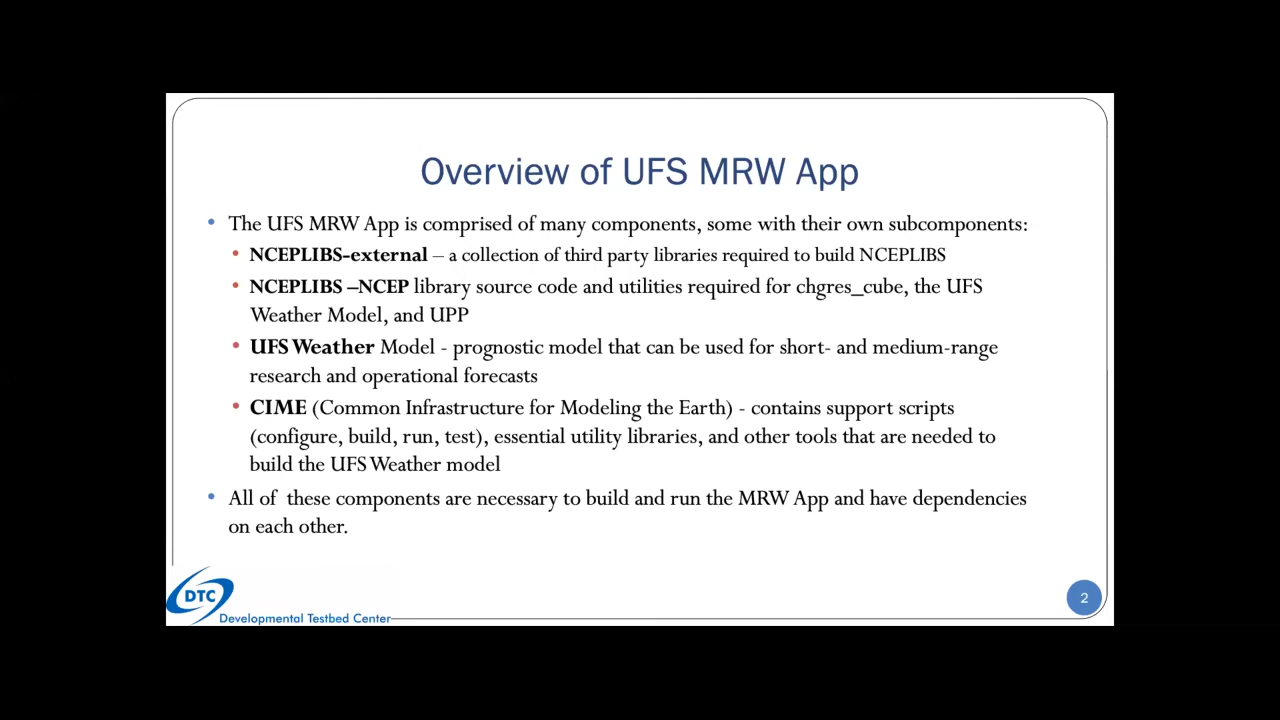 Overview of UFS MRW App
• The UFS MRW App is comprised of many components, some with their own subcomponents:
• NCEPLIBS-external – a collection of third party libraries required to build NCEPLIBS
• NCEPLIBS –NCEP library source code and utilities required for chgres_cube, the UFS
Weather Model, and UPP
• UFS Weather Model - prognostic model that can be used for short- and medium-range
research and operational forecasts
• CIME (Common Infrastructure for Modeling the Earth) - contains support scripts
(configure, build, run, test), essential utility libraries, and other tools that are needed to
build the UFS Weather model
• All of these components are necessary to build and run the MRW App and have dependencies
on each other.
DTC
Developmental Testbed Center
2